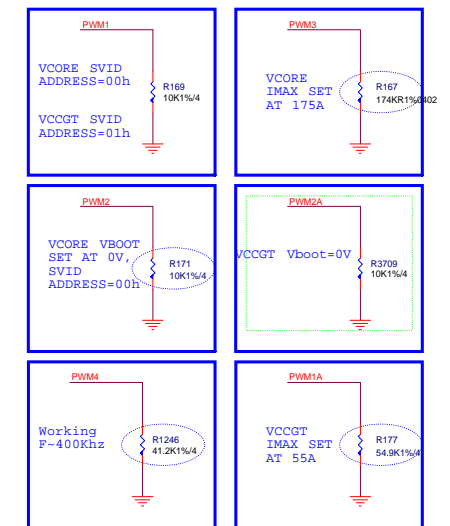 PWM1
VCORE SVID
ADDRESS=00h
VCCGT SVID
ADDRESS=01h
R169
10K1%/4
PWM3
VCORE
IMAX SET
AT 175A
R167
174KR1%0402
PWM2
VCORE VBOOT
SET AT 0V,
SVID
ADDRESS=00h
R171
10K1%/4
PWM2A
VCCGT Vboot=0V
R3709
10K1%/4
PWM4
Working
F~400Khz
R1246
41.2K1%/4
PWM1A
VCCGT
IMAX SET
AT 55A
R177
54.9K1%/4